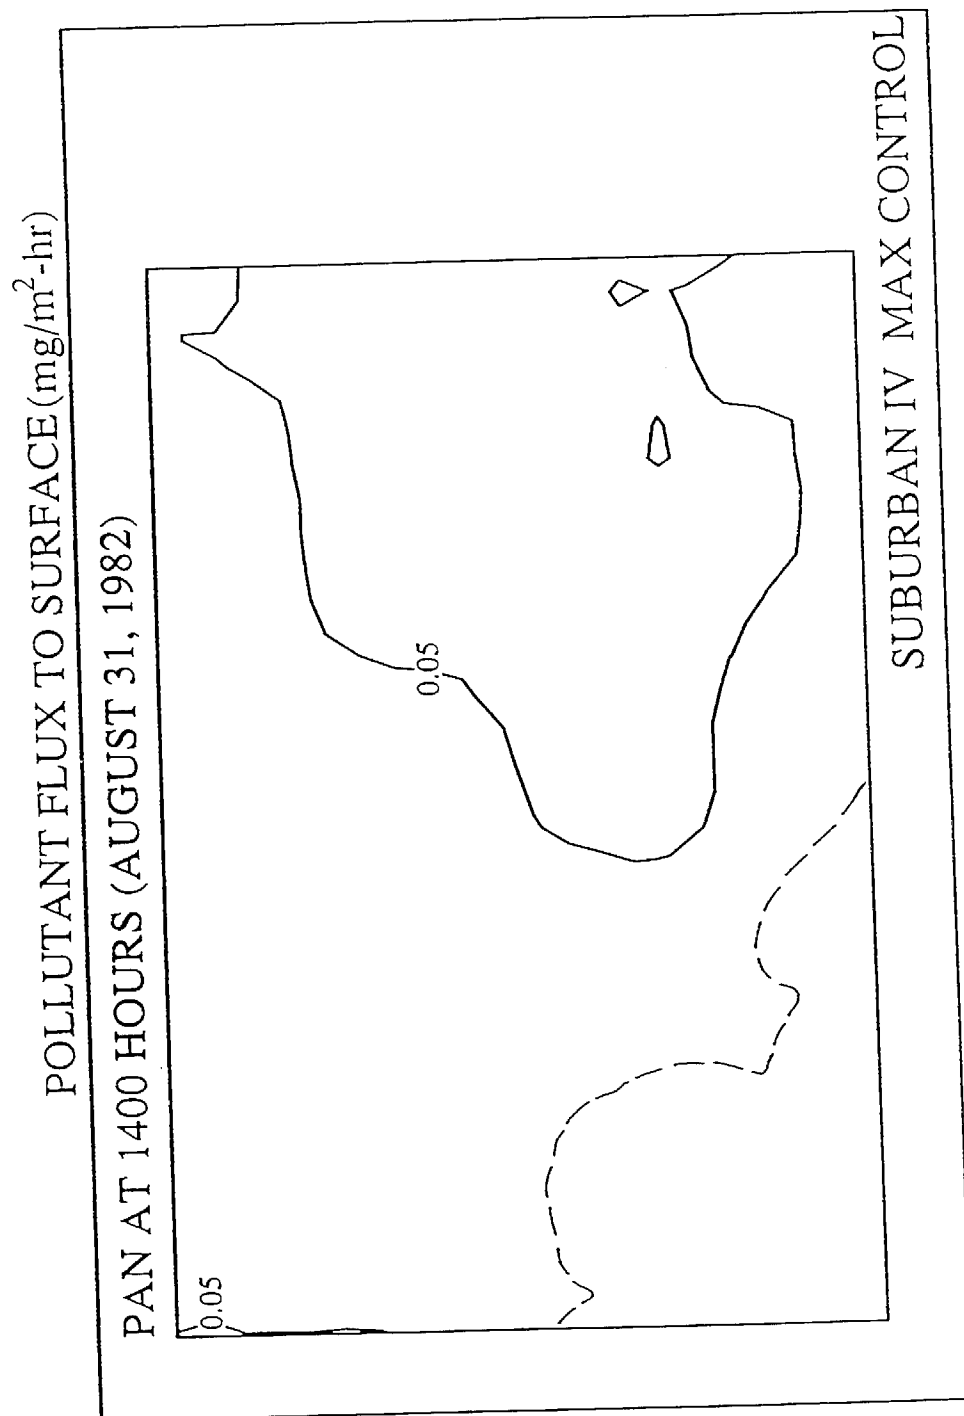 POLLUTANT FLUX TO SURFACE (mg/m²-hr)
PAN AT 1400 HOURS (AUGUST 31, 1982)
0.05
0.05
SUBURBAN IV MAX CONTROL